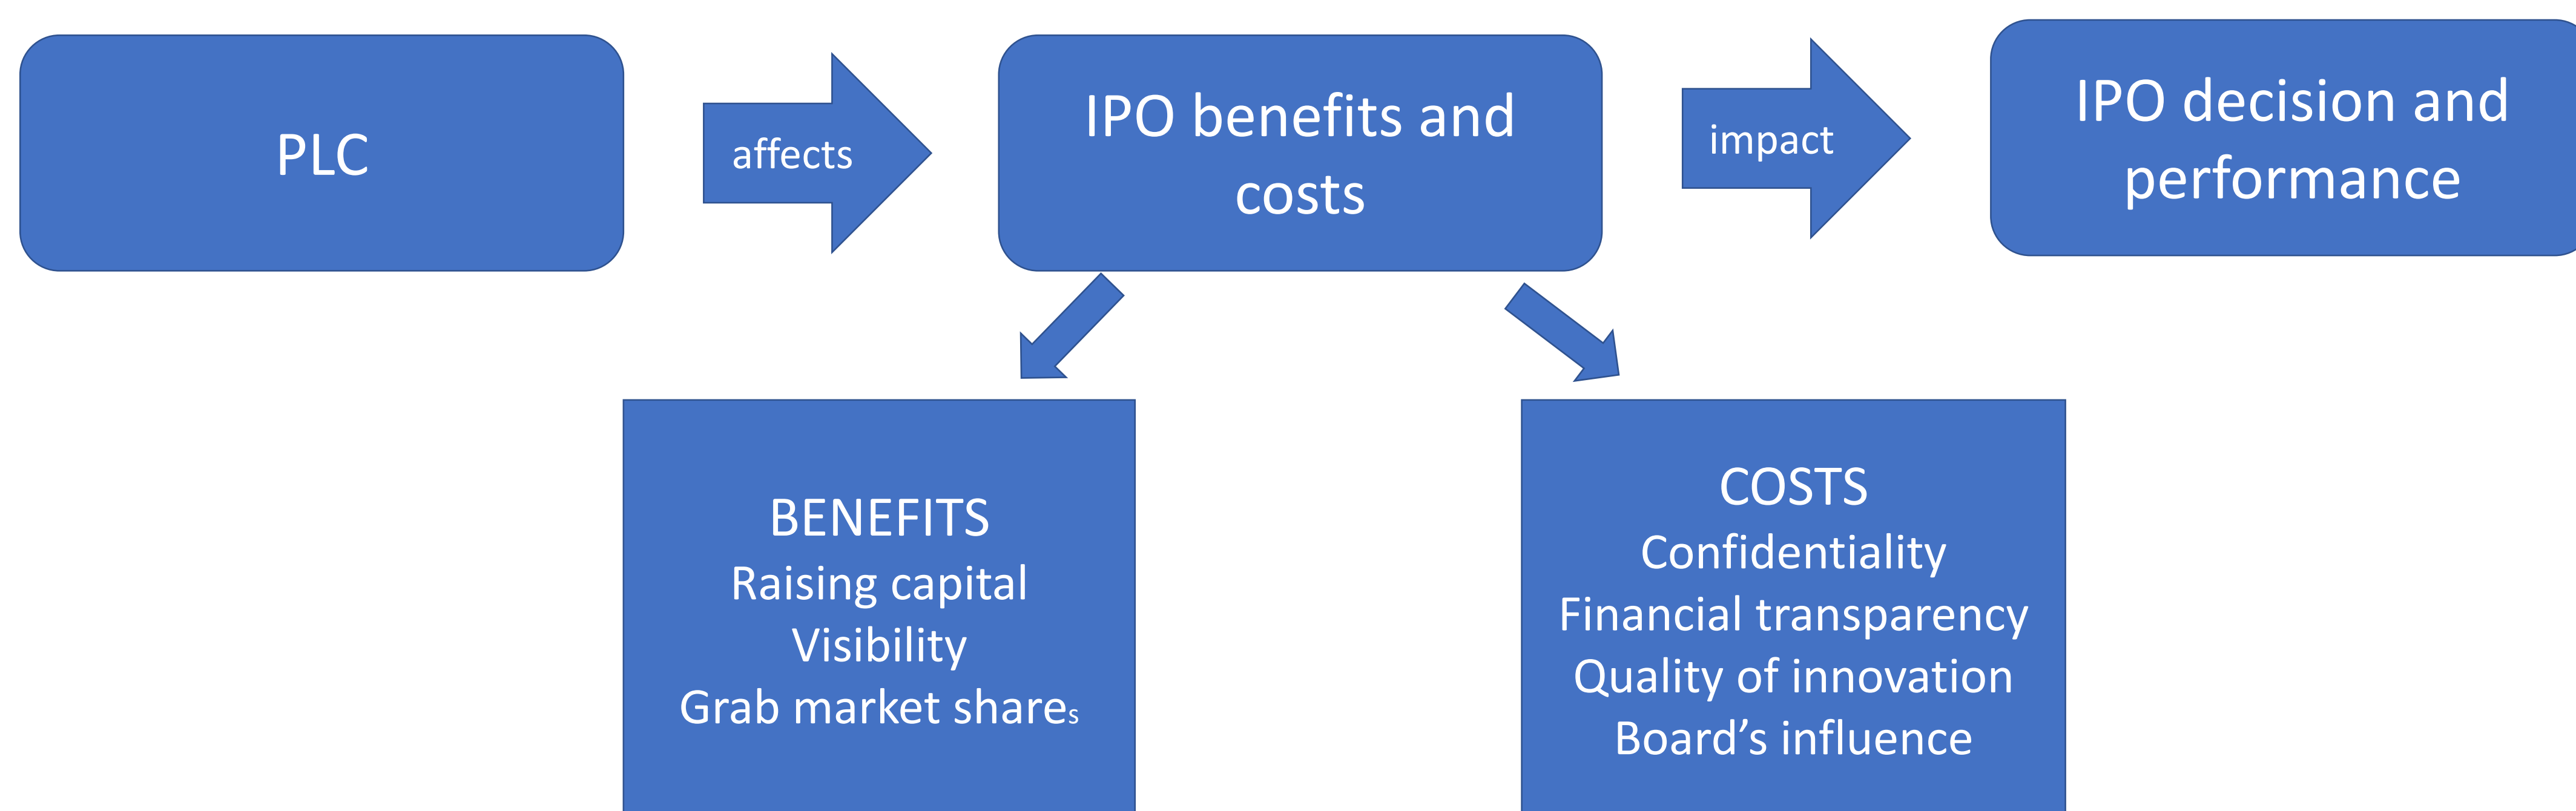 PLC
affects
IPO benefits and
costs
impact
IPO decision and
performance
BENEFITS
Raising capital
Visibility
Grab market shares
COSTS
Confidentiality
Financial transparency
Quality of innovation
Board’s influence